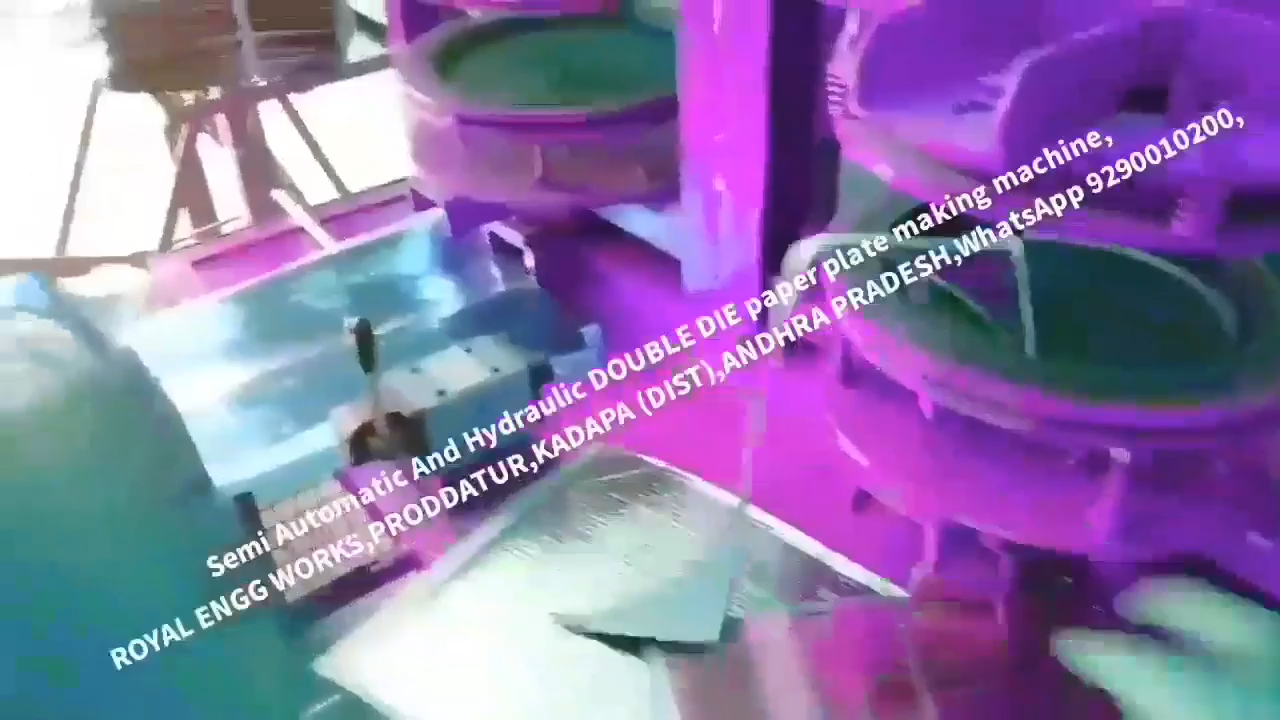 Semi Automatic And Hydraulic DOUBLE DIE paper plate making machine,
ROYAL ENGG WORKS,PRODDATUR,KADAPA (DIST),ANDHRA PRADESH,WhatsApp 9290010200,